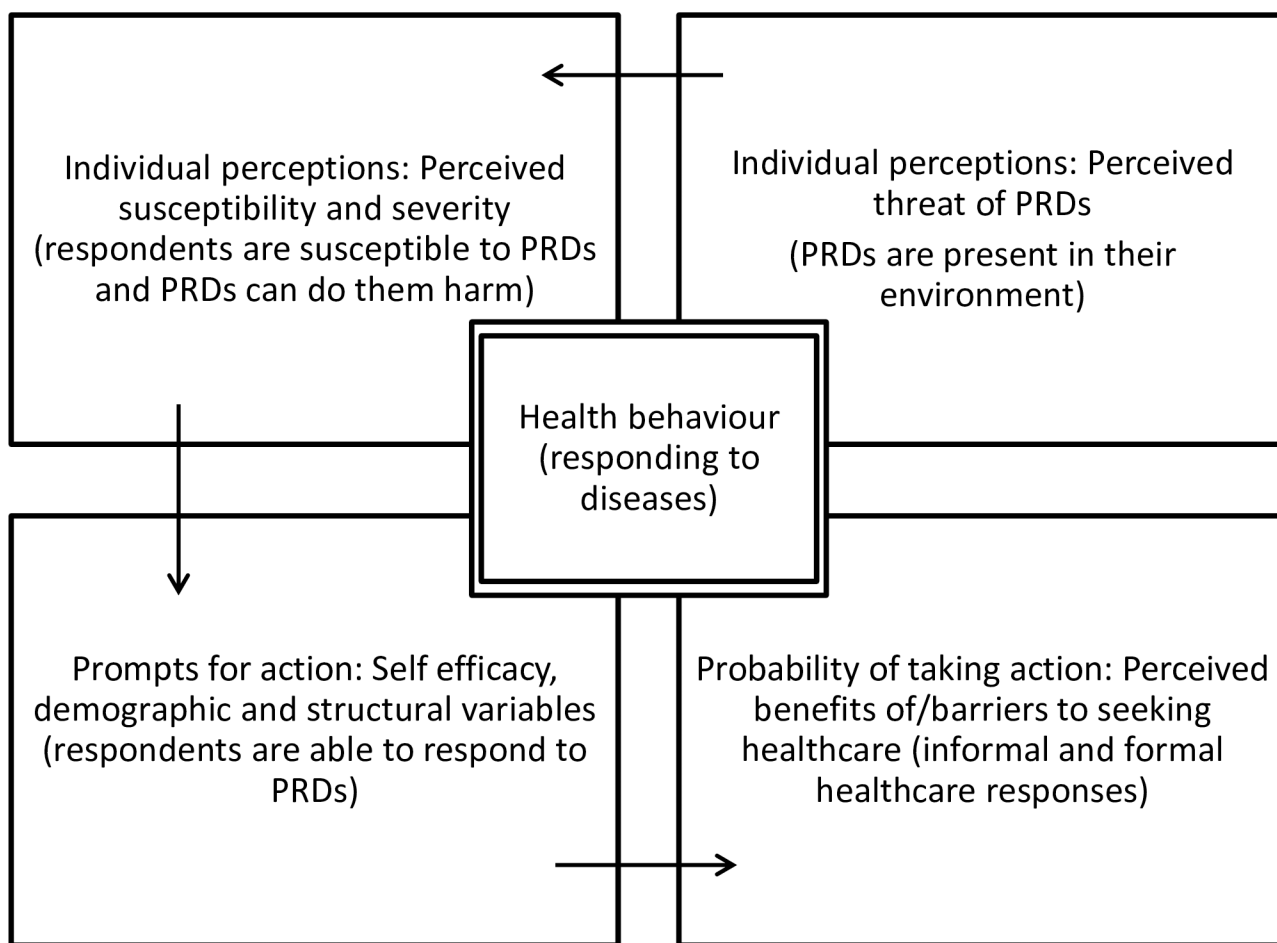 Individual perceptions: Perceived
susceptibility and severity
(respondents are susceptible to PRDs
and PRDs can do them harm)
Individual perceptions: Perceived
threat of PRDs
(PRDs are present in their
environment)
Health behaviour
(responding to
diseases)
Prompts for action: Self efficacy,
demographic and structural variables
(respondents are able to respond to
PRDs)
Probability of taking action: Perceived
benefits of/barriers to seeking
healthcare (informal and formal
healthcare responses)